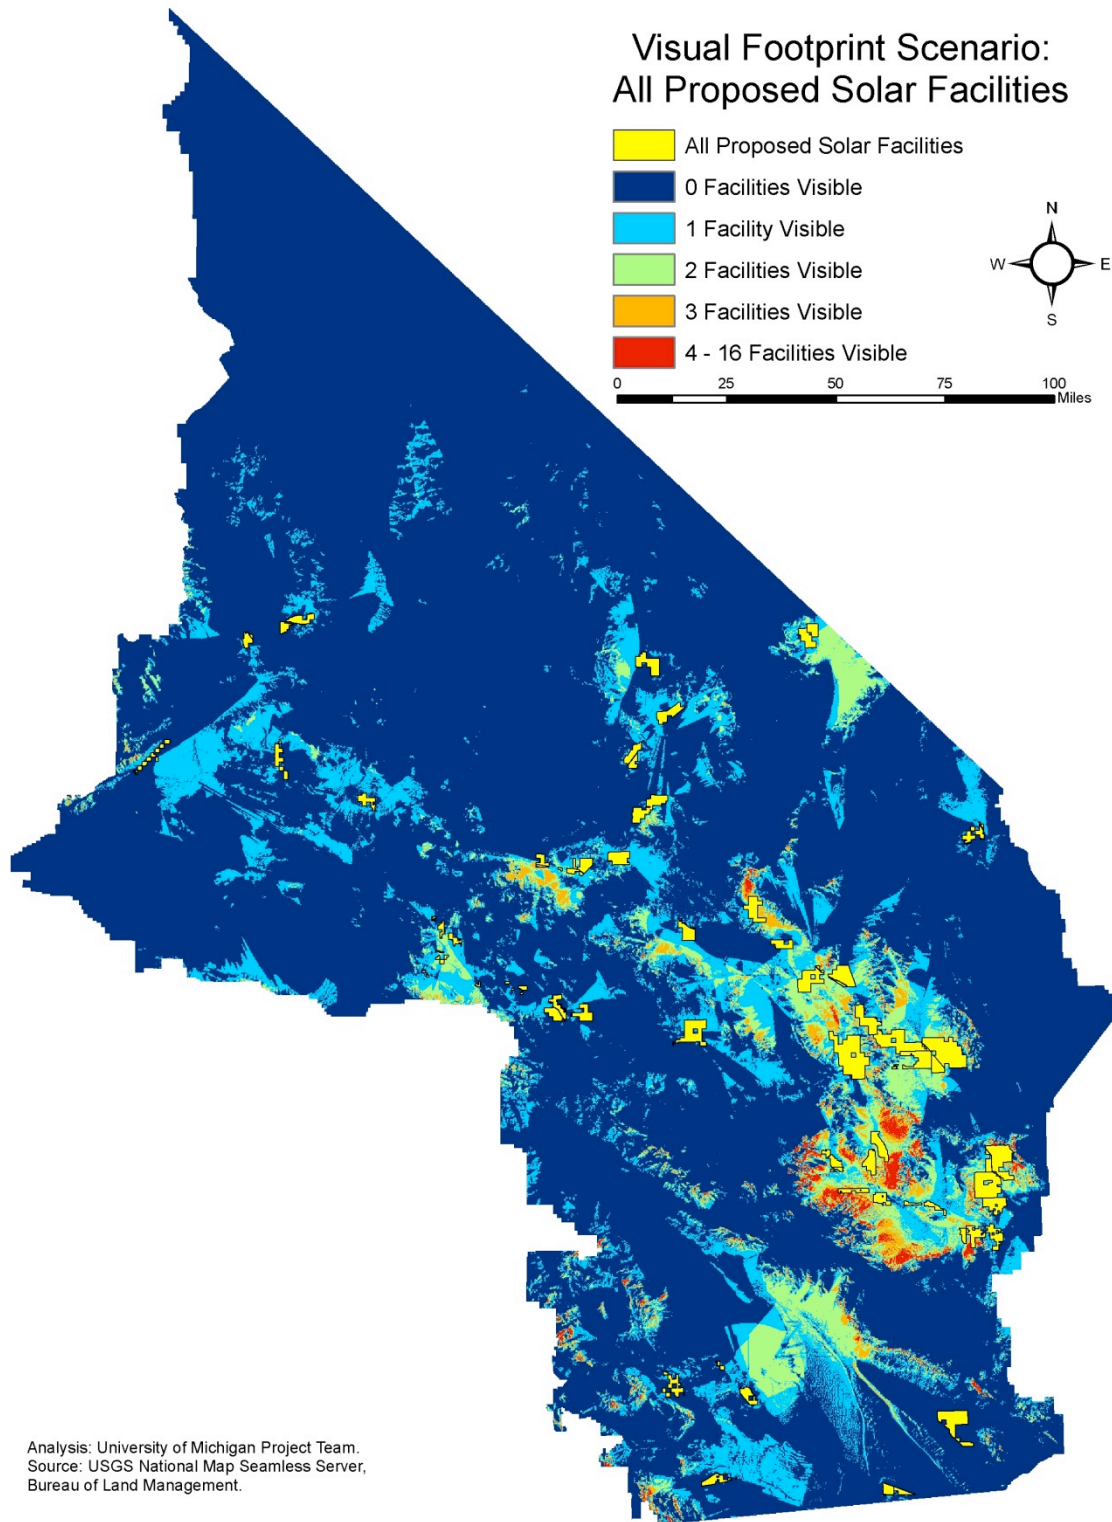 Visual Footprint Scenario:
All Proposed Solar Facilities
All Proposed Solar Facilities
0 Facilities Visible
1 Facility Visible
2 Facilities Visible
3 Facilities Visible
4 - 16 Facilities Visible
N
W E
S
0 25 50 75 100
Miles
Analysis: University of Michigan Project Team.
Source: USGS National Map Seamless Server,
Bureau of Land Management.